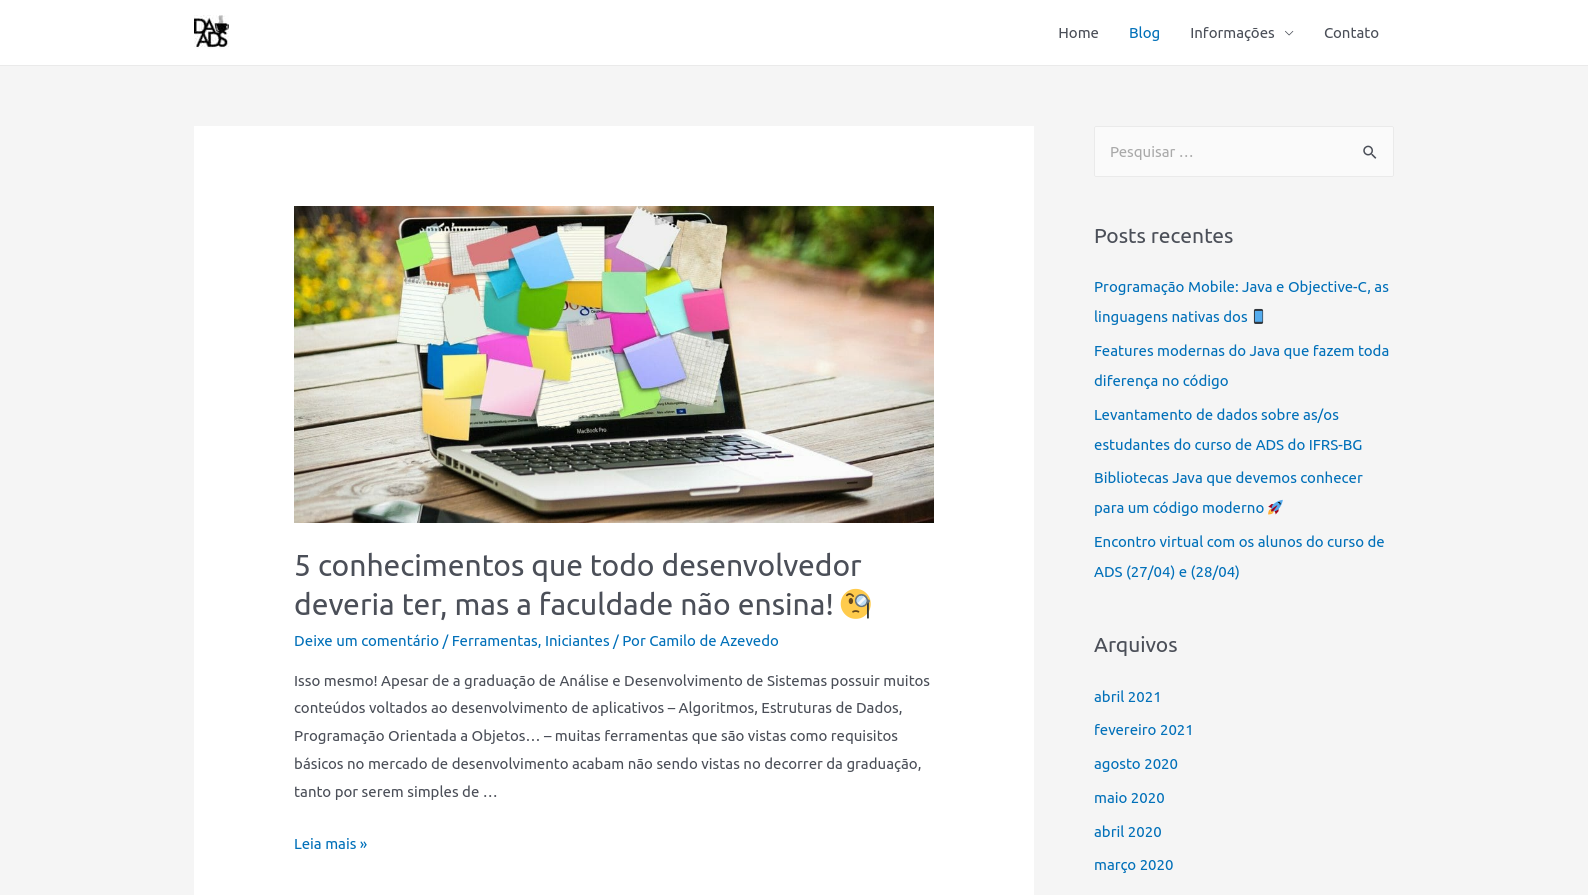 DA
ADS
Home
Blog
Informações
Contato
Pesquisar …
MacBook Pro
5 conhecimentos que todo desenvolvedor
deveria ter, mas a faculdade não ensina! 🧐
Deixe um comentário / Ferramentas, Iniciantes / Por Camilo de Azevedo
Isso mesmo! Apesar de a graduação de Análise e Desenvolvimento de Sistemas possuir muitos
conteúdos voltados ao desenvolvimento de aplicativos – Algoritmos, Estruturas de Dados,
Programação Orientada a Objetos… – muitas ferramentas que são vistas como requisitos
básicos no mercado de desenvolvimento acabam não sendo vistas no decorrer da graduação,
tanto por serem simples de …
Leia mais »
Posts recentes
Programação Mobile: Java e Objective-C, as
linguagens nativas dos 📱
Features modernas do Java que fazem toda
diferença no código
Levantamento de dados sobre as/os
estudantes do curso de ADS do IFRS-BG
Bibliotecas Java que devemos conhecer
para um código moderno 🚀
Encontro virtual com os alunos do curso de
ADS (27/04) e (28/04)
Arquivos
abril 2021
fevereiro 2021
agosto 2020
maio 2020
abril 2020
março 2020